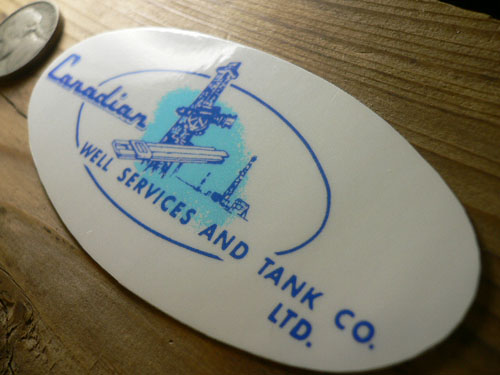 Canadian
WELL SERVICES AND TANK CO.
LTD.